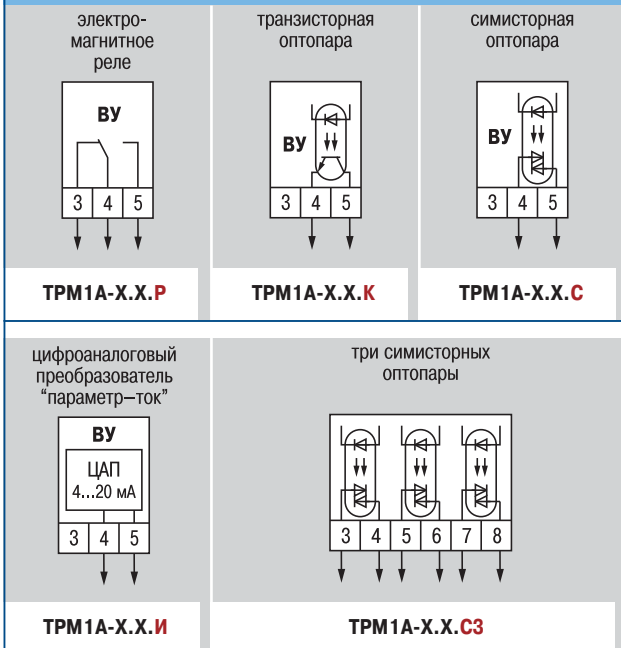 электро-
магнитное
реле
ВУ
3 4 5
ТРМ1А-Х.Х.Р
транзисторная
оптопара
ВУ
3 4 5
ТРМ1А-Х.Х.К
симисторная
оптопара
ВУ
3 4 5
ТРМ1А-Х.Х.С
цифроаналоговый
преобразователь
“параметр–ток”
ВУ
ЦАП
4...20 мА
3 4 5
ТРМ1А-Х.Х.И
три симисторных
оптопары
3 4 5 6 7 8
ТРМ1А-Х.Х.С3